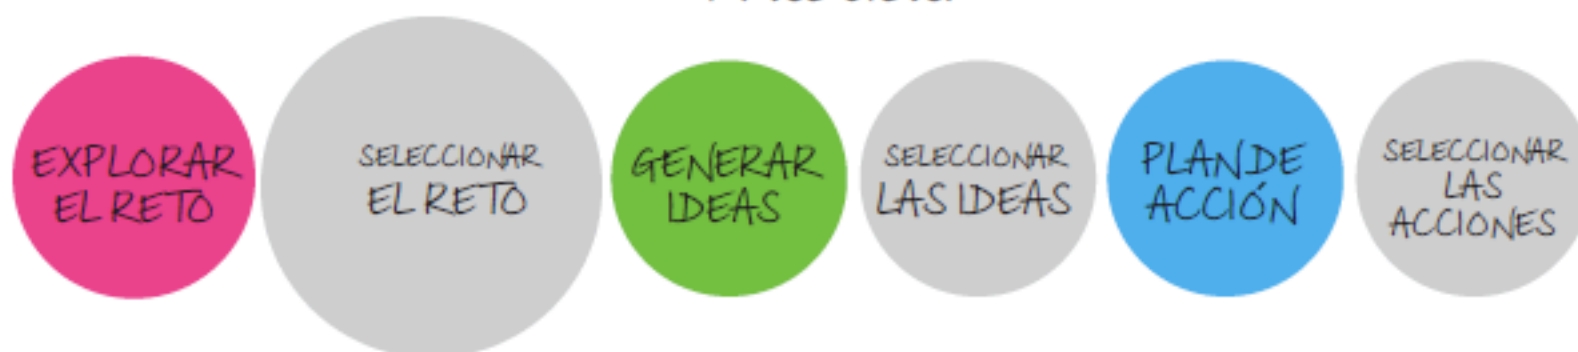 EXPLORAR
EL RETO
SELECCIONAR
EL RETO
GENERAR
IDEAS
SELECCIONAR
LAS IDEAS
PLAN DE
ACCIÓN
SELECCIONAR
LAS
ACCIONES